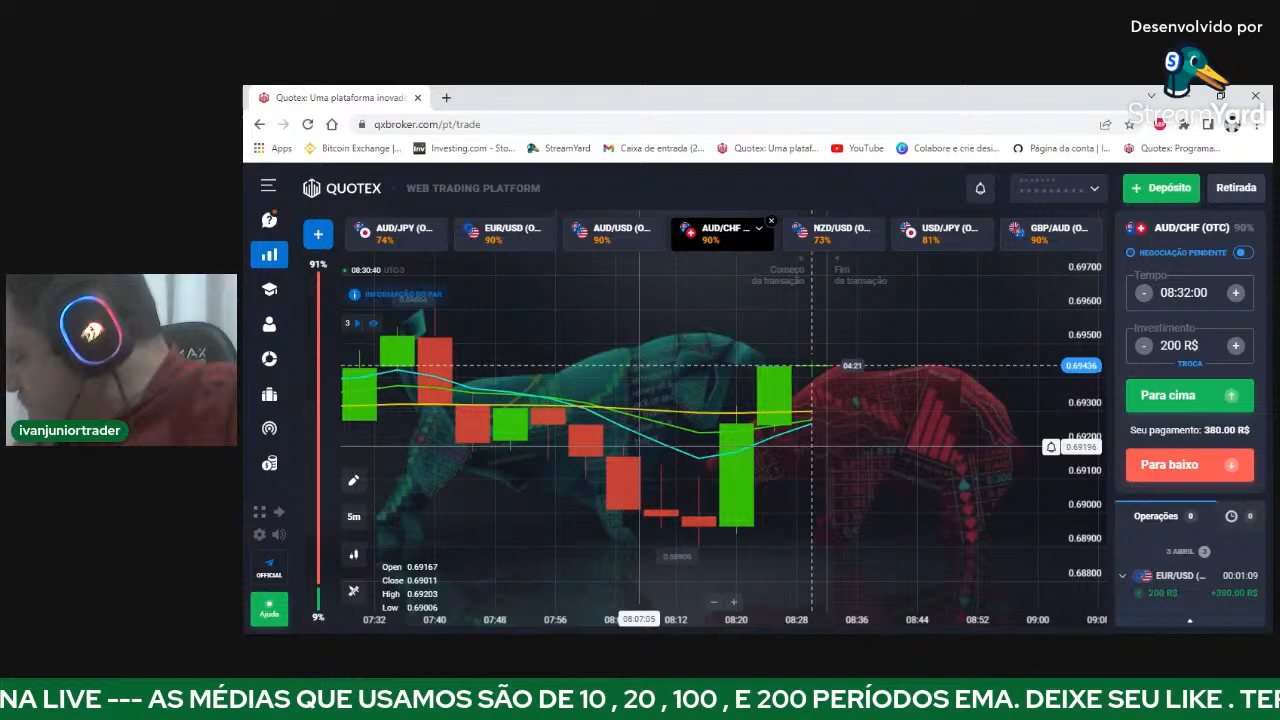 Desenvolvido por
StreamYard
Quotex: Uma plataforma inovad
qxbroker.com/pt/trade
Apps
Bitcoin Exchange |...
Investing.com - Sto...
StreamYard
Caixa de entrada (2...
Quotex: Uma plataf...
YouTube
Colabore e crie desi...
Página da conta | I...
Quotex: Programa...
QUOTEX
WEB TRADING PLATFORM
Depósito
Retirada
AUD/JPY (O...
74%
EUR/USD (O...
90%
AUD/USD (O...
90%
AUD/CHF ...
90%
NZD/USD (O...
73%
USD/JPY (O...
81%
GBP/AUD (O...
90%
AUD/CHF (OTC) 90%
NEGOCIAÇÃO PENDENTE
91%
08:30:40 UTC-3
INFORMAÇÃO DO PAR
3
Começo
da transação
Fim
da transação
0.69700
0.69600
0.69500
0.69436
0.69300
0.69200
0.69196
0.69100
0.69000
0.68900
0.68800
04:21
Tempo
- 08:32:00 +
Investimento
- 200 R$ +
TROCA
Para cima
Seu pagamento: 380.00 R$
Para baixo
Operações 0
0
3 ABRIL 3
EUR/USD (... 00:01:09
200 R$ +380.00 R$
ivanjuniortrader
MAX
5m
OFFICIAL
Ajuda
9%
Open 0.69167
Close 0.69011
High 0.69203
Low 0.69006
07:32
07:40
07:48
07:56
08:07:05
08:12
08:20
08:28
08:36
08:44
08:52
09:00
NA LIVE --- AS MÉDIAS QUE USAMOS SÃO DE 10 , 20 , 100 , E 200 PERÍODOS EMA. DEIXE SEU LIKE . TE